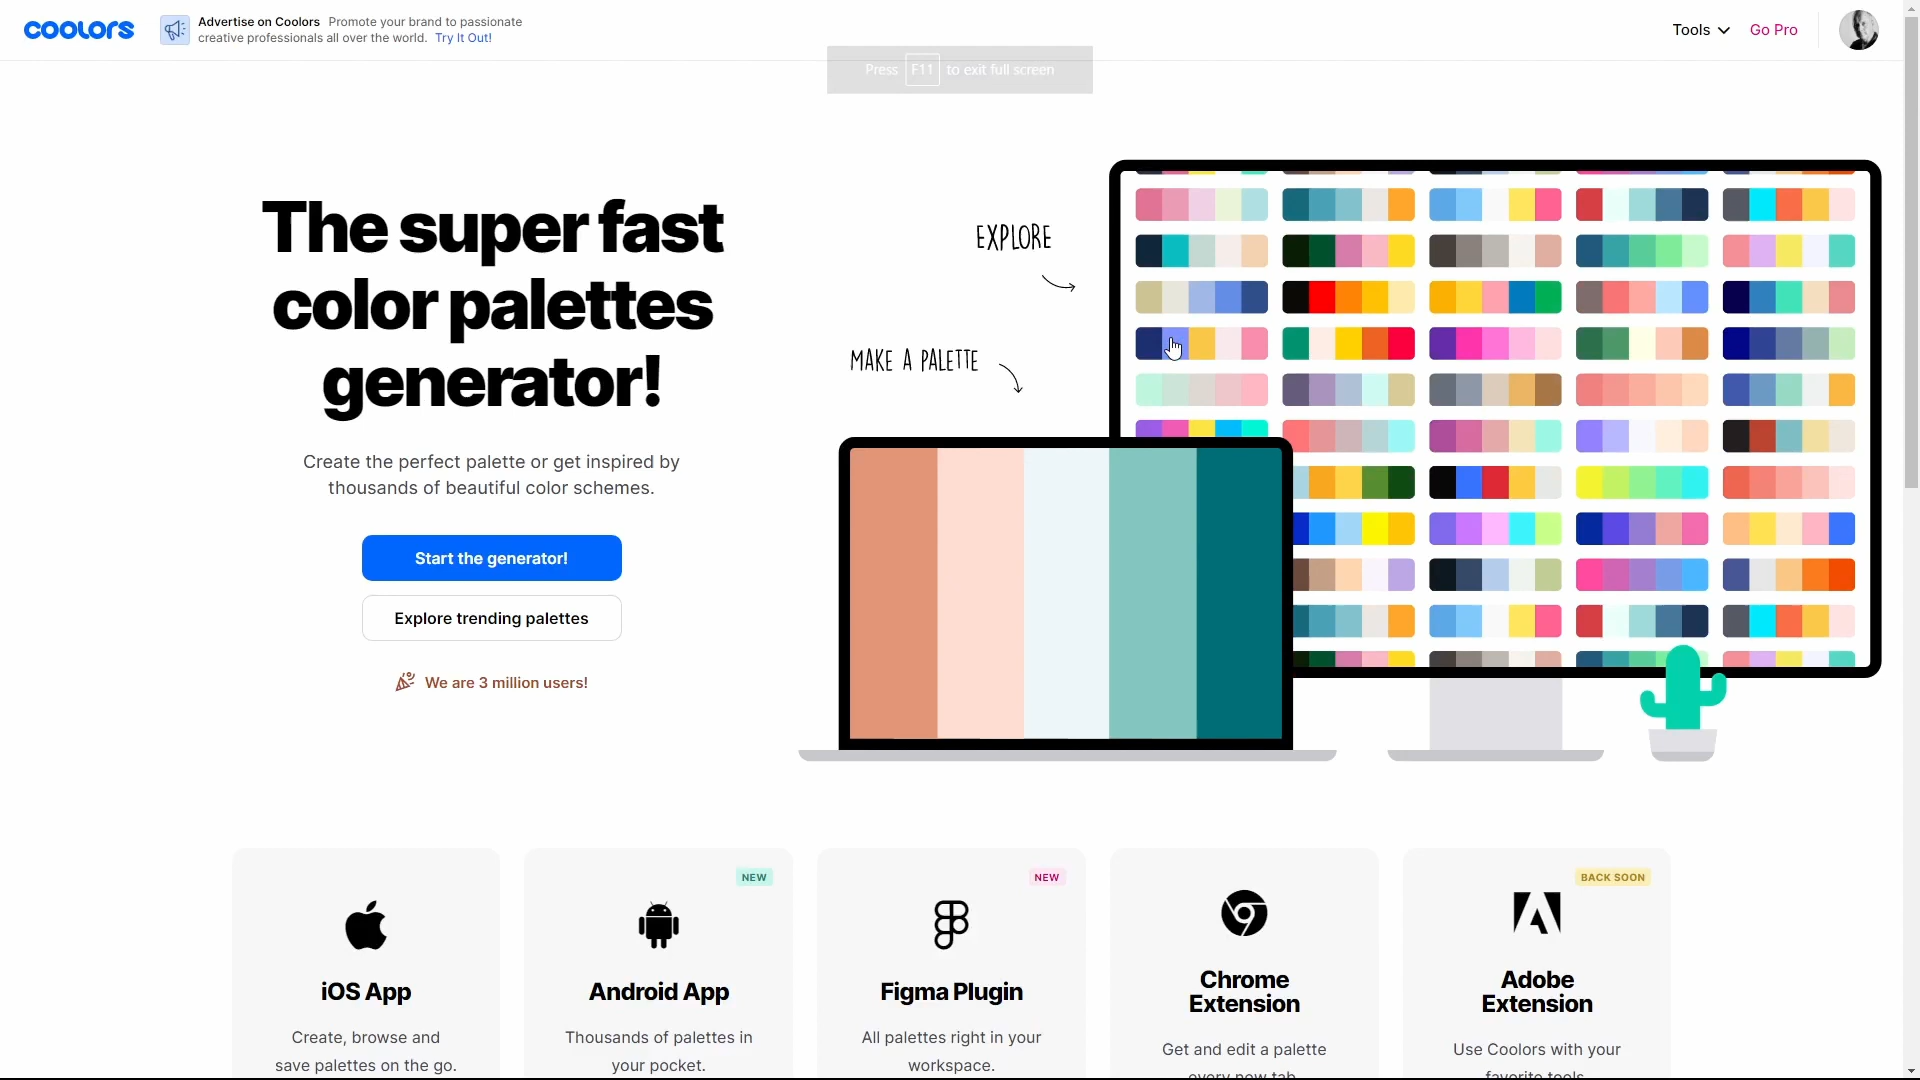 coolors
Advertise on Coolors Promote your brand to passionate
creative professionals all over the world. Try It Out!
Tools
Go Pro
Press F11 to exit full screen
The super fast
color palettes
generator!
EXPLORE
MAKE A PALETTE
Create the perfect palette or get inspired by
thousands of beautiful color schemes.
Start the generator!
Explore trending palettes
We are 3 million users!
iOS App
Create, browse and
save palettes on the go.
NEW
Android App
Thousands of palettes in
your pocket.
NEW
Figma Plugin
All palettes right in your
workspace.
Chrome
Extension
Get and edit a palette
every new tab.
BACK SOON
Adobe
Extension
Use Coolors with your
favorite tools.